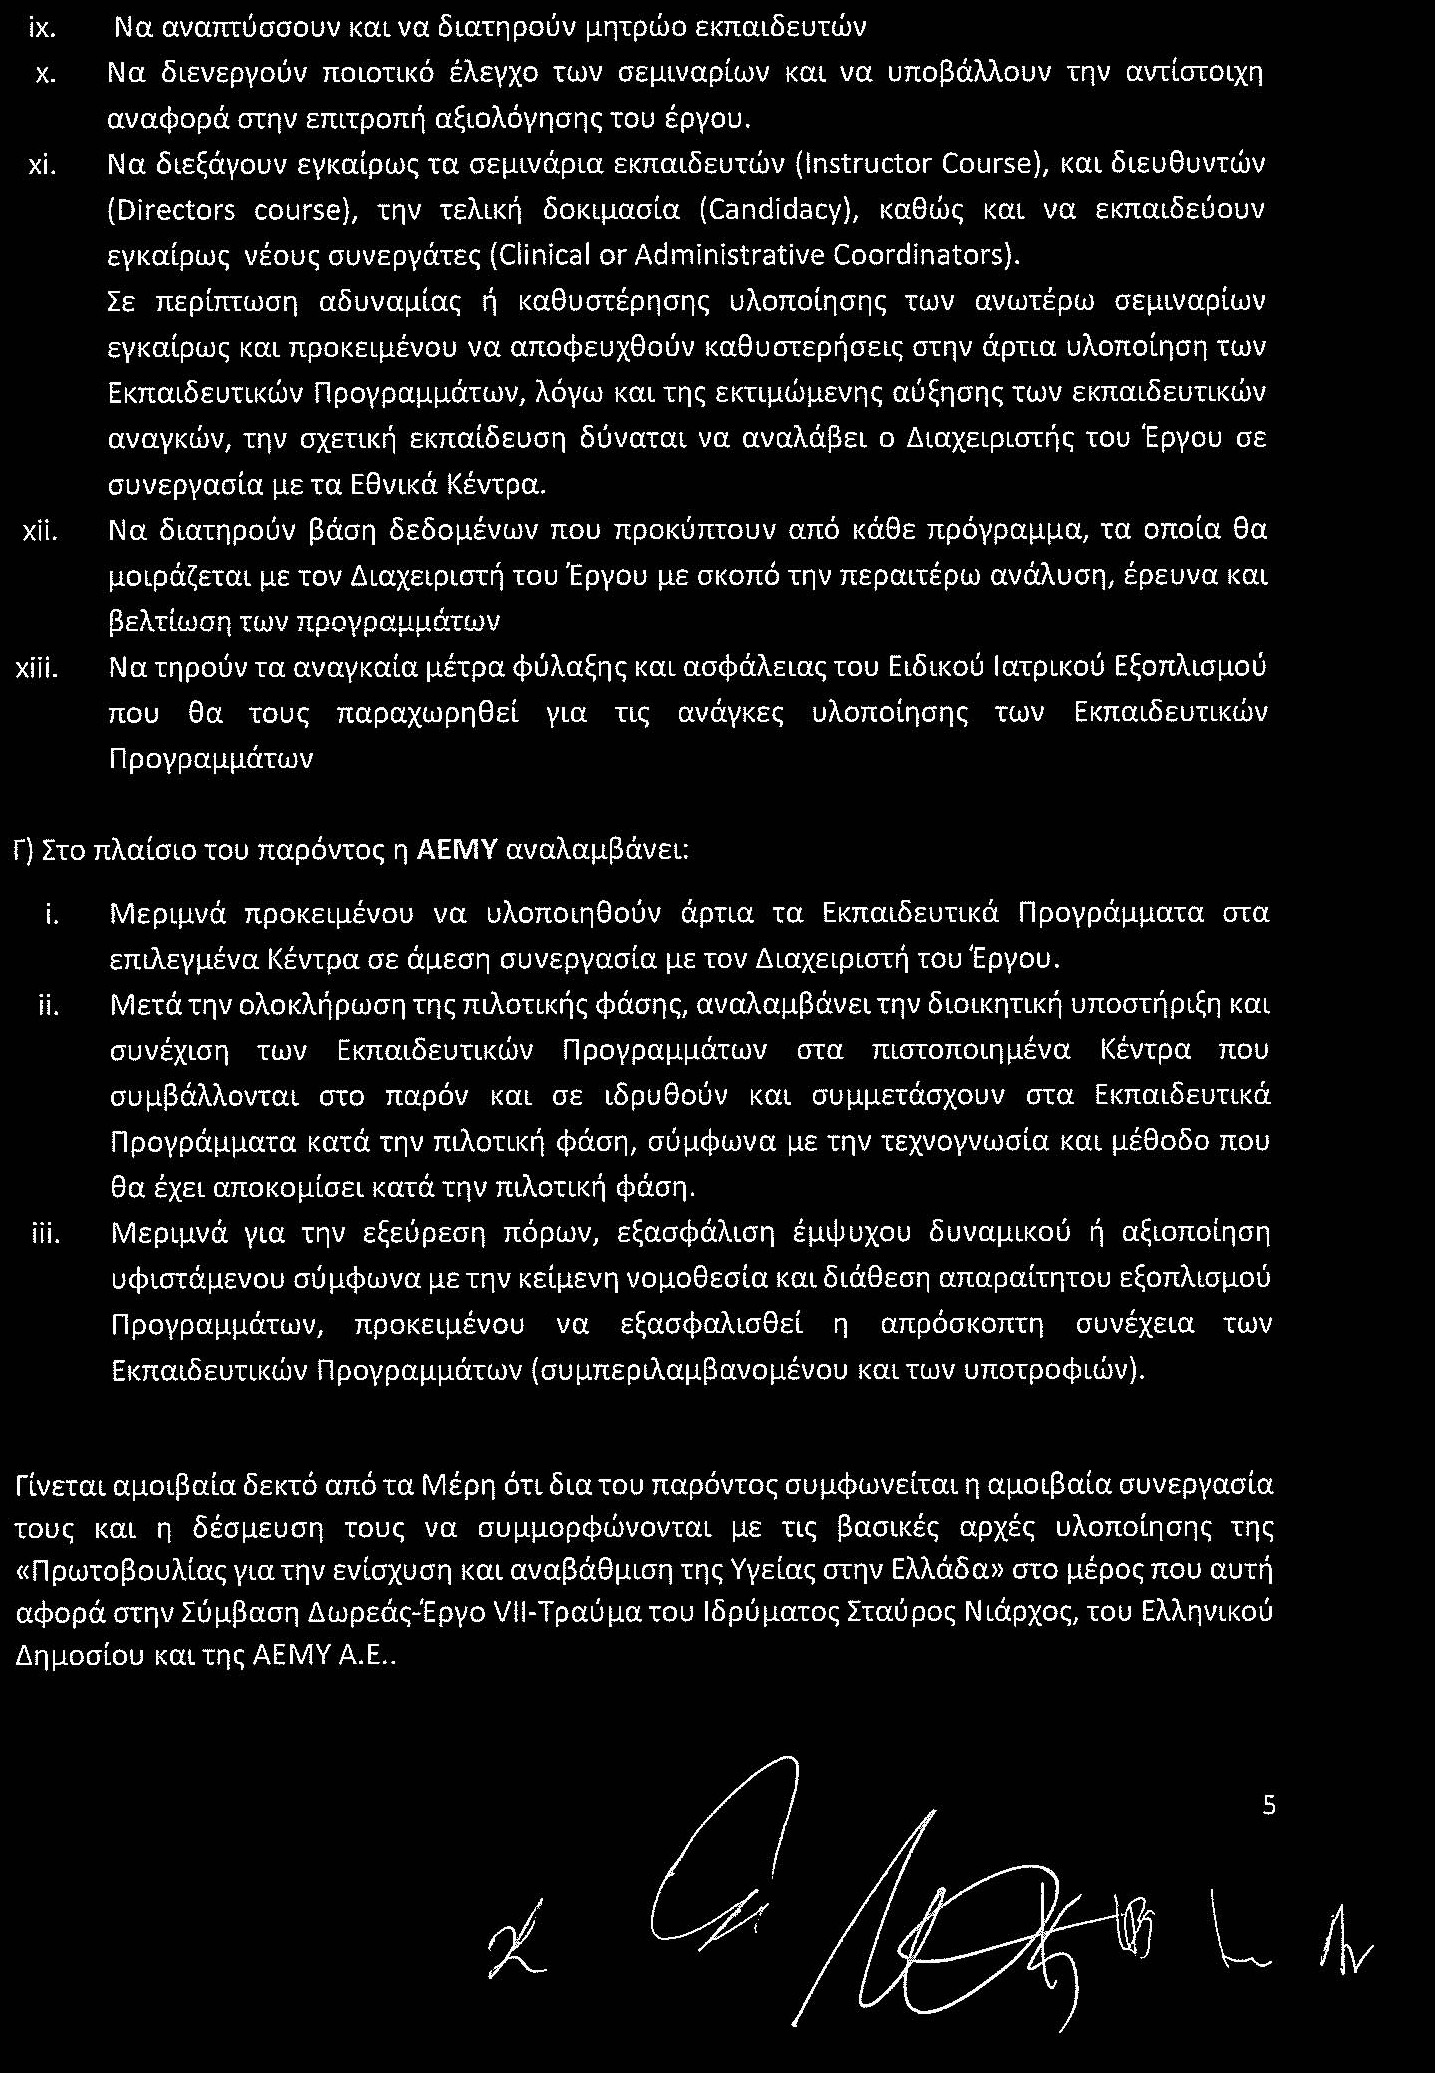 ix. Να αναπτύσσουν και να διατηρούν μητρώο εκπαιδευτών
x. Να διενεργούν ποιοτικό έλεγχο των σεμιναρίων και να υποβάλλουν την αντίστοιχη
αναφορά στην επιτροπή αξιολόγησης του έργου.
xi. Να διεξάγουν εγκαίρως τα σεμινάρια εκπαιδευτών (Instructor Course), και διευθυντών
(Directors course), την τελική δοκιμασία (Candidacy), καθώς και να εκπαιδεύουν
εγκαίρως νέους συνεργάτες (Clinical or Administrative Coordinators).
Σε περίπτωση αδυναμίας ή καθυστέρησης υλοποίησης των ανωτέρω σεμιναρίων
εγκαίρως και προκειμένου να αποφευχθούν καθυστερήσεις στην άρτια υλοποίηση των
Εκπαιδευτικών Προγραμμάτων, λόγω και της εκτιμώμενης αύξησης των εκπαιδευτικών
αναγκών, την σχετική εκπαίδευση δύναται να αναλάβει ο Διαχειριστής του Έργου σε
συνεργασία με τα Εθνικά Κέντρα.
xii. Να διατηρούν βάση δεδομένων που προκύπτουν από κάθε πρόγραμμα, τα οποία θα
μοιράζεται με τον Διαχειριστή του Έργου με σκοπό την περαιτέρω ανάλυση, έρευνα και
βελτίωση των προγραμμάτων
xiii. Να τηρούν τα αναγκαία μέτρα φύλαξης και ασφάλειας του Ειδικού Ιατρικού Εξοπλισμού
που θα τους παραχωρηθεί για τις ανάγκες υλοποίησης των Εκπαιδευτικών
Προγραμμάτων
Γ) Στο πλαίσιο του παρόντος η ΑΕΜΥ αναλαμβάνει:
i. Μεριμνά προκειμένου να υλοποιηθούν άρτια τα Εκπαιδευτικά Προγράμματα στα
επιλεγμένα Κέντρα σε άμεση συνεργασία με τον Διαχειριστή του Έργου.
ii. Μετά την ολοκλήρωση της πιλοτικής φάσης, αναλαμβάνει την διοικητική υποστήριξη και
συνέχιση των Εκπαιδευτικών Προγραμμάτων στα πιστοποιημένα Κέντρα που
συμβάλλονται στο παρόν και σε ιδρυθούν και συμμετάσχουν στα Εκπαιδευτικά
Προγράμματα κατά την πιλοτική φάση, σύμφωνα με την τεχνογνωσία και μέθοδο που
θα έχει αποκομίσει κατά την πιλοτική φάση.
iii. Μεριμνά για την εξεύρεση πόρων, εξασφάλιση έμψυχου δυναμικού ή αξιοποίηση
υφιστάμενου σύμφωνα με την κείμενη νομοθεσία και διάθεση απαραίτητου εξοπλισμού
Προγραμμάτων, προκειμένου να εξασφαλισθεί η απρόσκοπτη συνέχεια των
Εκπαιδευτικών Προγραμμάτων (συμπεριλαμβανομένου και των υποτροφιών).
Γίνεται αμοιβαία δεκτό από τα Μέρη ότι δια του παρόντος συμφωνείται η αμοιβαία συνεργασία
τους και η δέσμευση τους να συμμορφώνονται με τις βασικές αρχές υλοποίησης της
«Πρωτοβουλίας για την ενίσχυση και αναβάθμιση της Υγείας στην Ελλάδα» στο μέρος που αυτή
αφορά στην Σύμβαση Δωρεάς-Έργο VII-Τραύμα του Ιδρύματος Σταύρος Νιάρχος, του Ελληνικού
Δημοσίου και της ΑΕΜΥ Α.Ε..
5